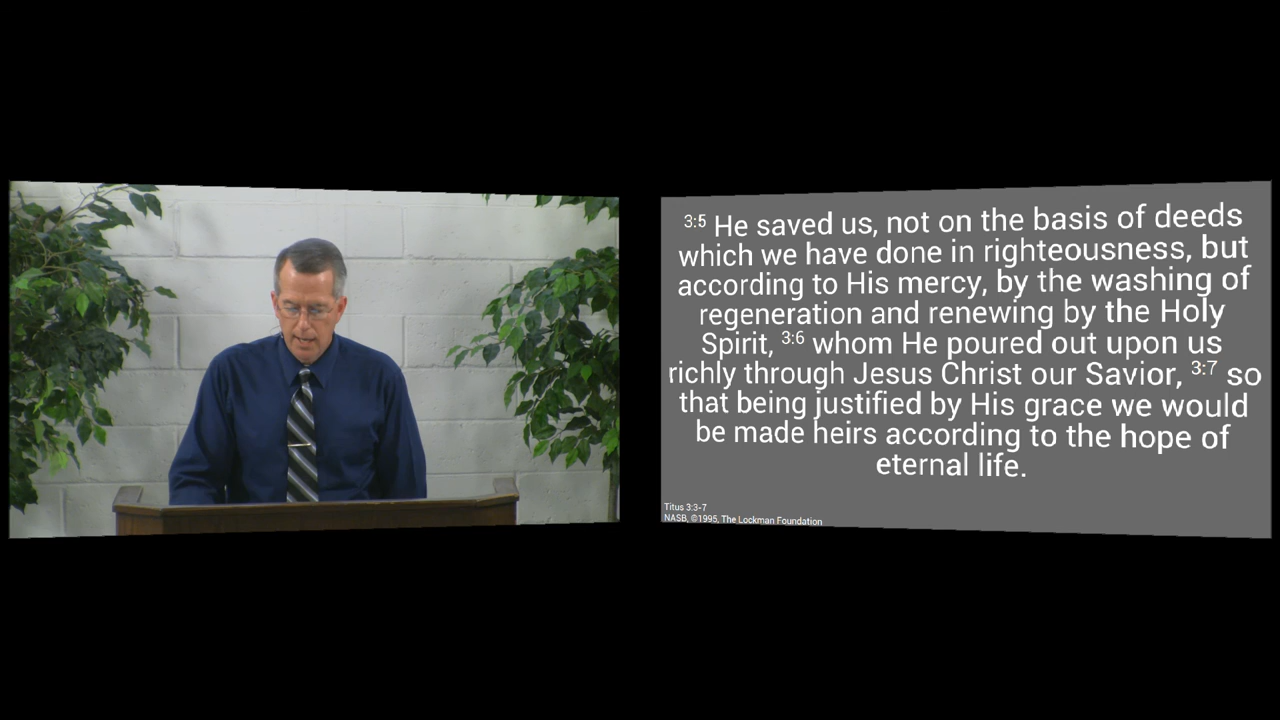 3:5 He saved us, not on the basis of deeds
which we have done in righteousness, but
according to His mercy, by the washing of
regeneration and renewing by the Holy
Spirit, 3:6 whom He poured out upon us
richly through Jesus Christ our Savior, 3:7 so
that being justified by His grace we would
be made heirs according to the hope of
eternal life.
Titus 3:3-7
NASB, ©1995, The Lockman Foundation